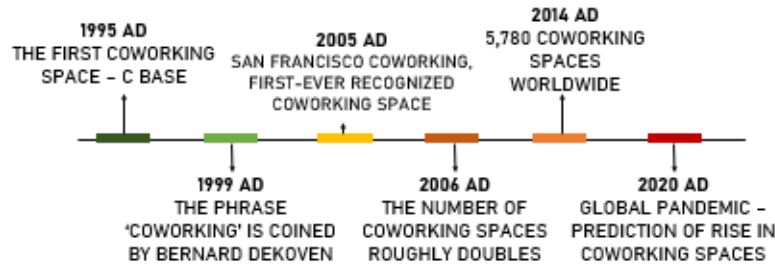 1995 AD
THE FIRST COWORKING
SPACE – C BASE
1999 AD
THE PHRASE
‘COWORKING’ IS COINED
BY BERNARD DEKOVEN
2005 AD
SAN FRANCISCO COWORKING,
FIRST-EVER RECOGNIZED
COWORKING SPACE
2006 AD
THE NUMBER OF
COWORKING SPACES
ROUGHLY DOUBLES
2014 AD
5,780 COWORKING
SPACES
WORLDWIDE
2020 AD
GLOBAL PANDEMIC –
PREDICTION OF RISE IN
COWORKING SPACES